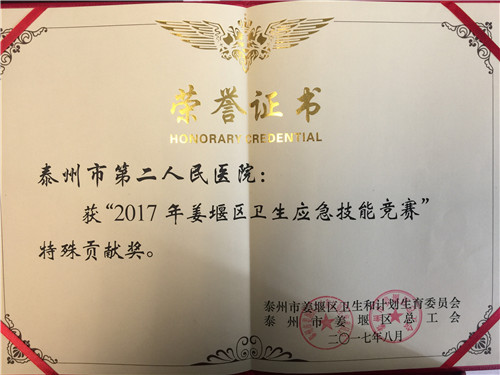 荣誉证书
HONORARY CREDENTIAL
泰州市第二人民医院：
获“2017年姜堰区卫生应急技能竞赛”
特殊贡献奖。
泰州市姜堰区卫生和计划生育委员会
泰州市姜堰区总工会
二〇一七年八月